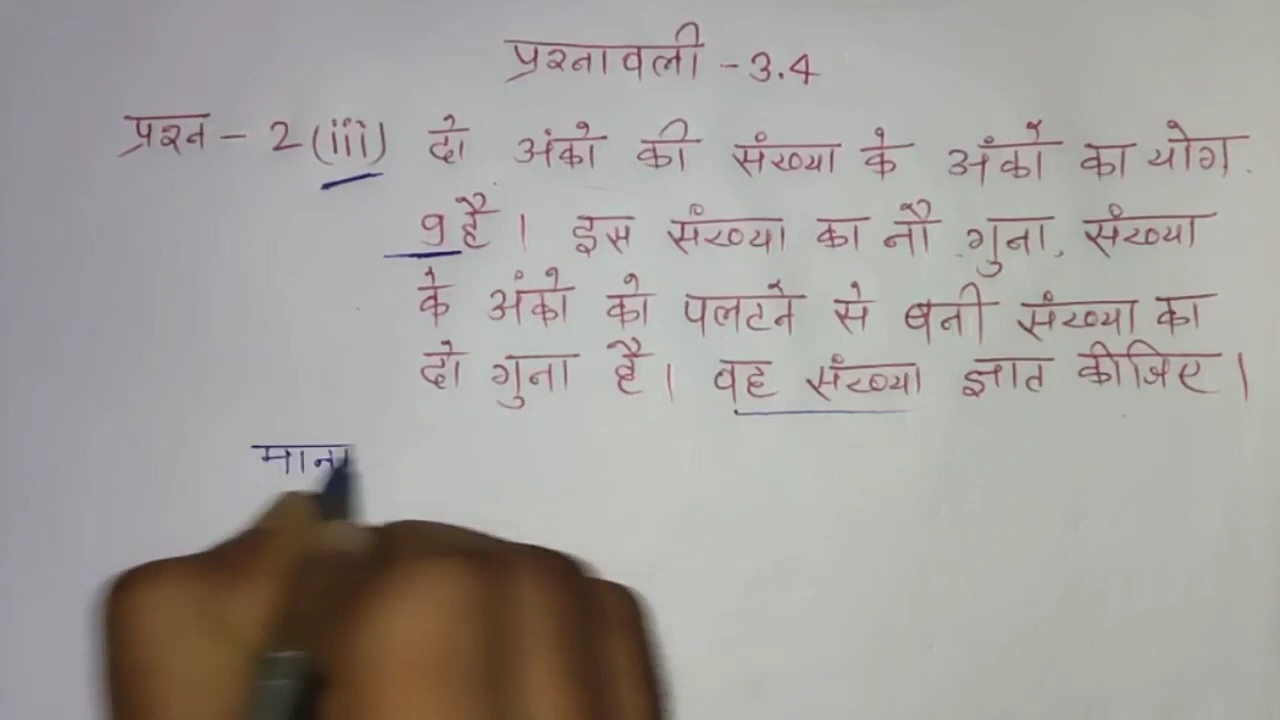 प्रश्नावली - 3.4
प्रश्न - 2 (iii) दो अंको की संख्या के अंकों का योग
9 है । इस संख्या का नौ गुना, संख्या
के अंको को पलटने से बनी संख्या का
दो गुना है । वह संख्या ज्ञात कीजिए ।
माना